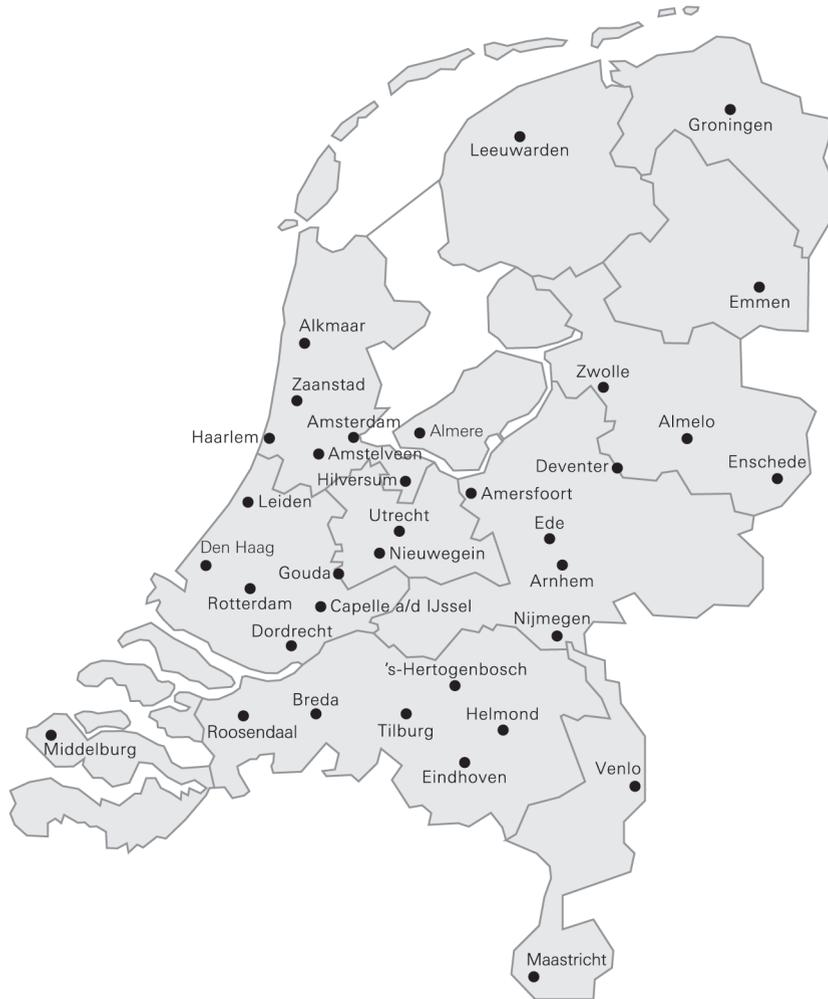 Groningen
Leeuwarden
Emmen
Alkmaar
Zwolle
Zaanstad
Amsterdam
Almelo
Almere
Haarlem
Amstelveen
Enschede
Deventer
Hilversum
Amersfoort
Leiden
Utrecht
Ede
Den Haag
Nieuwegein
Gouda
Arnhem
Rotterdam
Capelle a/d IJssel
Nijmegen
Dordrecht
's-Hertogenbosch
Breda
Helmond
Roosendaal
Tilburg
Middelburg
Venlo
Eindhoven
Maastricht